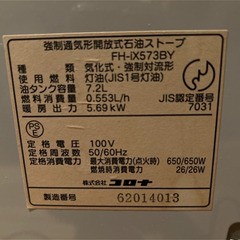 強制通気形開放式石油ストーブ
FH-iX573BY
形式 気化式・強制対流形
使用燃料 灯油(JIS1号灯油)
油タンク容量 7.2L
燃料消費量 0.553L/h
暖房出力 5.69kW
JIS認定番号
7031
PS
E
定格電圧 100V
定格周波数 50/60Hz
定格消費電力 最大消費電力(点火時) 650/650W
燃焼時消費電力 26/26W
株式会社 コロナ
製造番号 62014013